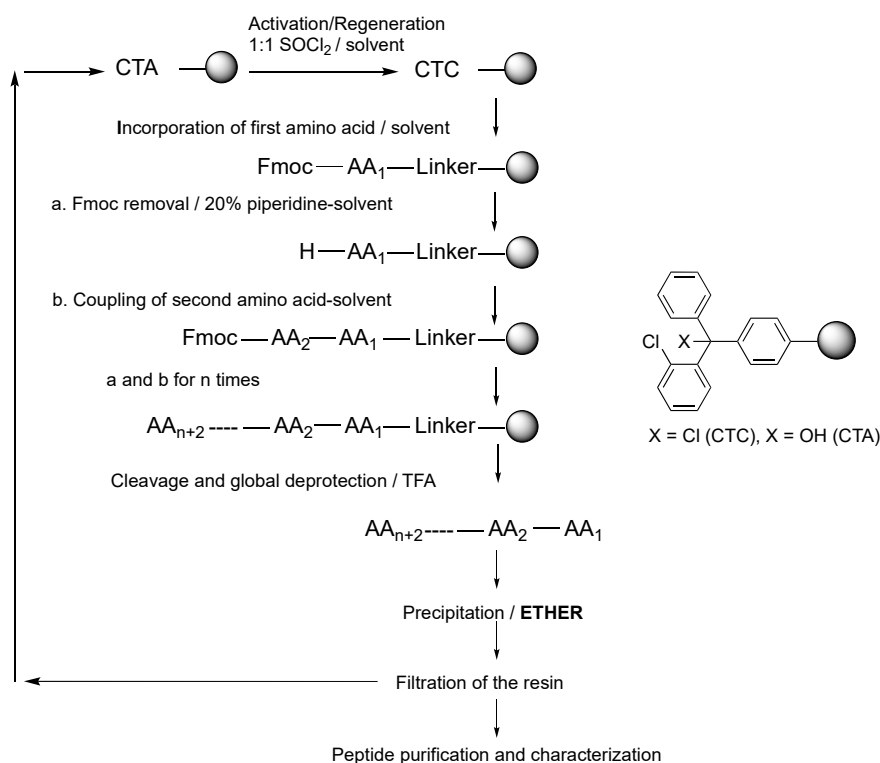 Activation/Regeneration
1:1 SOCl₂ / solvent
CTA
CTC
Incorporation of first amino acid / solvent
Fmoc — AA₁— Linker
a. Fmoc removal / 20% piperidine-solvent
H — AA₁— Linker
b. Coupling of second amino acid-solvent
Fmoc — AA₂— AA₁ — Linker
a and b for n times
AAₙ₊₂ ---- — AA₂— AA₁ — Linker
Cl X
X = Cl (CTC), X = OH (CTA)
Cleavage and global deprotection / TFA
AAₙ₊₂---- — AA₂ — AA₁
Precipitation / ETHER
Filtration of the resin
Peptide purification and characterization